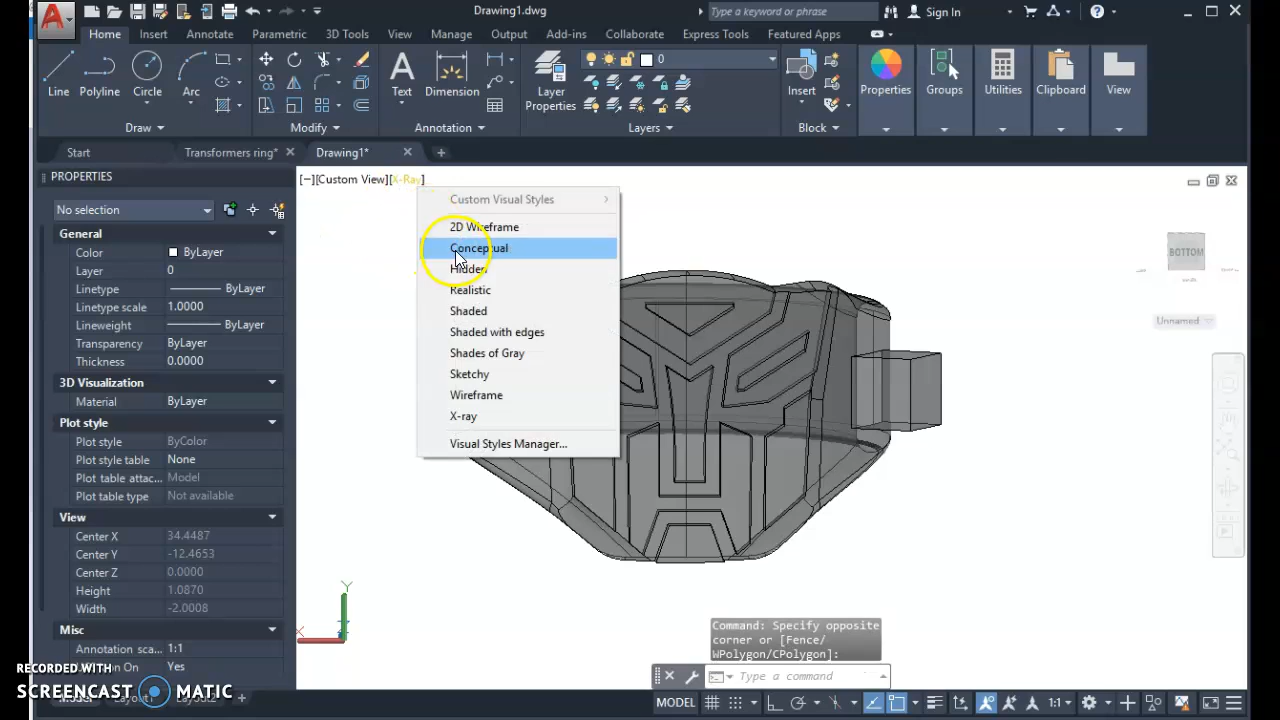 Drawing1.dwg
Type a keyword or phrase
Sign In
Home Insert Annotate Parametric 3D Tools View Manage Output Add-ins Collaborate Express Tools Featured Apps
Line Polyline Circle Arc
Text Dimension
Layer Properties
0
Insert
Properties Groups Utilities Clipboard View
Draw Modify Annotation Layers Block
Start Transformers ring* Drawing1*
PROPERTIES
No selection
General
Color ByLayer
Layer 0
Linetype ByLayer
Linetype scale 1.0000
Lineweight ByLayer
Transparency ByLayer
Thickness 0.0000
3D Visualization
Material ByLayer
Plot style
Plot style ByColor
Plot style table None
Plot table attac... Model
Plot table type Not available
View
Center X 34.4487
Center Y -12.4653
Center Z 0.0000
Height 1.0870
Width -2.0008
Misc
Annotation sca... 1:1
On Yes
[−][Custom View][X-Ray]
Custom Visual Styles
2D Wireframe
Conceptual
Hidden
Realistic
Shaded
Shaded with edges
Shades of Gray
Sketchy
Wireframe
X-ray
Visual Styles Manager...
BOTTOM
Unnamed
Y
X
Command: Specify opposite
corner or [Fence/
WPolygon/CPolygon]:
Type a command
RECORDED WITH
SCREENCAST MATIC
MODEL 1:1